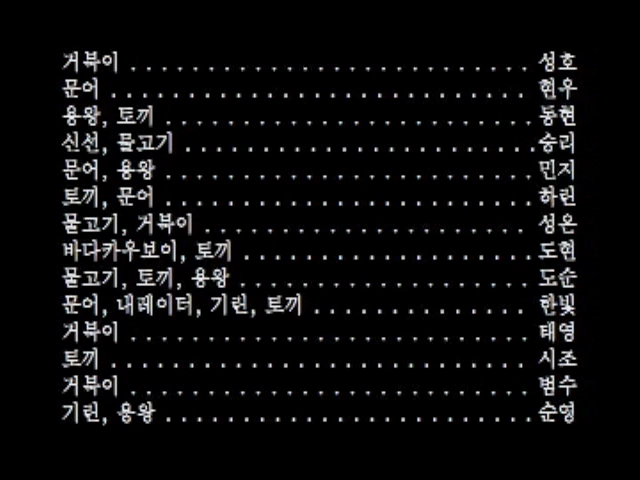 거북이 . . . . . . . . . . . . . . . . . . . . . . . . . . 성호
문어 . . . . . . . . . . . . . . . . . . . . . . . . . . . 현우
용왕, 토끼 . . . . . . . . . . . . . . . . . . . . . . . . 동현
신선, 물고기 . . . . . . . . . . . . . . . . . . . . . . . 승리
문어, 용왕 . . . . . . . . . . . . . . . . . . . . . . . . 민지
토끼, 문어 . . . . . . . . . . . . . . . . . . . . . . . . 하린
물고기, 거북이 . . . . . . . . . . . . . . . . . . . . . 성온
바다카우보이, 토끼 . . . . . . . . . . . . . . . . . . . 도현
물고기, 토끼, 용왕 . . . . . . . . . . . . . . . . . . . 도순
문어, 내레이터, 기린, 토끼 . . . . . . . . . . . . . . 한빛
거북이 . . . . . . . . . . . . . . . . . . . . . . . . . . 태영
토끼 . . . . . . . . . . . . . . . . . . . . . . . . . . . 시조
거북이 . . . . . . . . . . . . . . . . . . . . . . . . . . 범수
기린, 용왕 . . . . . . . . . . . . . . . . . . . . . . . . 순영